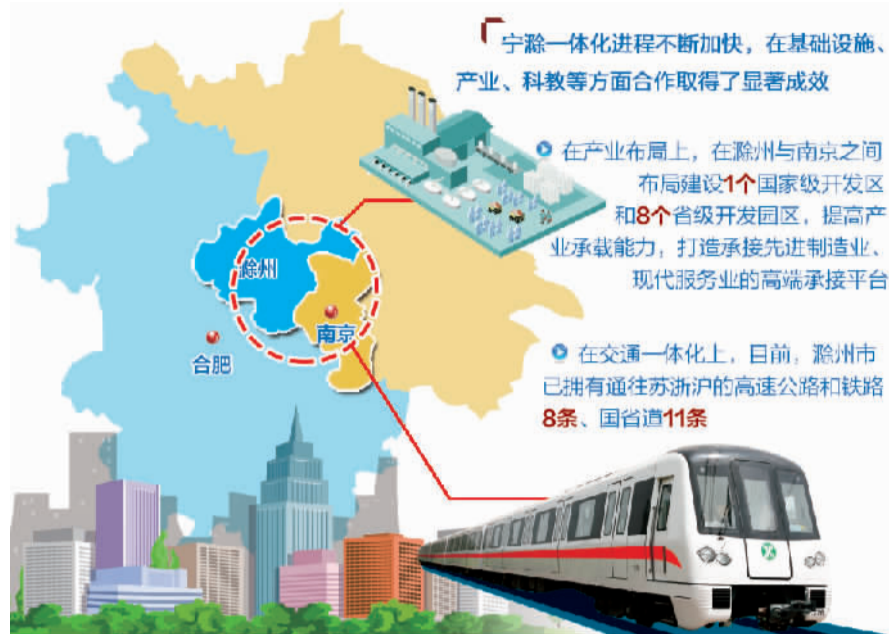 宁滁一体化进程不断加快，在基础设施、
产业、科教等方面合作取得了显著成效
在产业布局上，在滁州与南京之间
布局建设1个国家级开发区
和8个省级开发园区，提高产
业承载能力，打造承接先进制造业、
现代服务业的高端承接平台
滁州
南京
合肥
在交通一体化上，目前，滁州市
已拥有通往苏浙沪的高速公路和铁路
8条、国省道11条